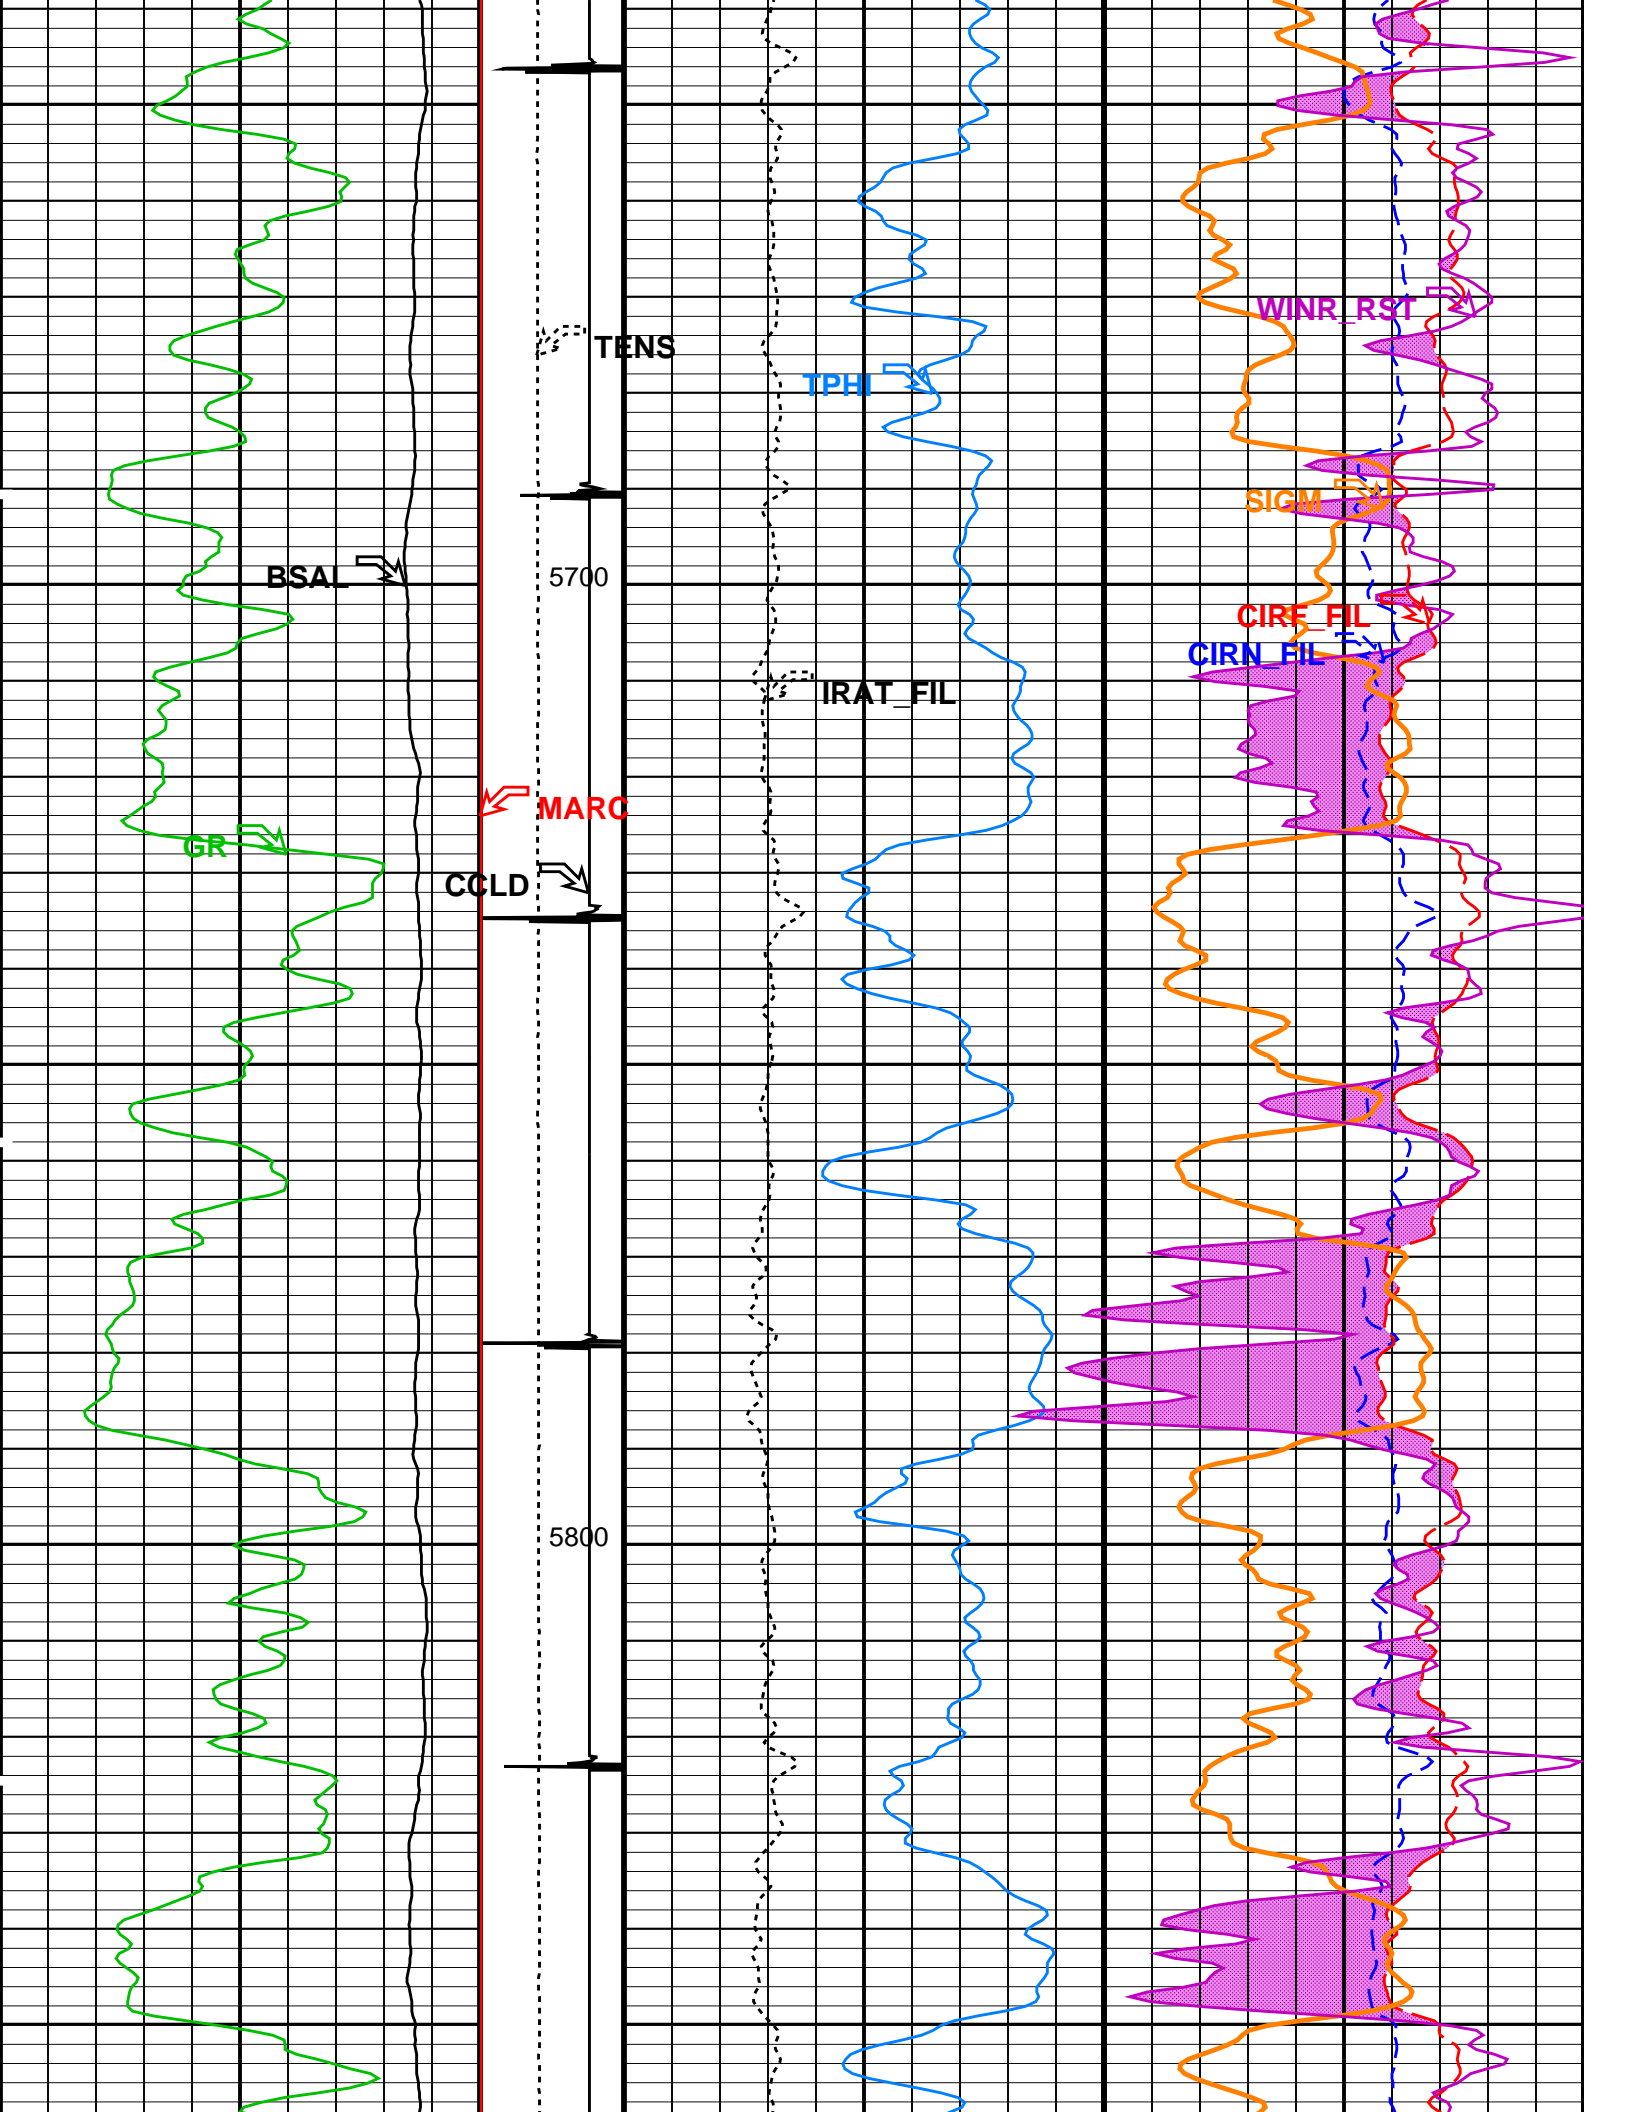 WINR_RST
TENS
TPHI
SIGM
BSAL
5700
CIRF_FIL
CIRN_FIL
IRAT_FIL
MARC
GR
CCLD
5800